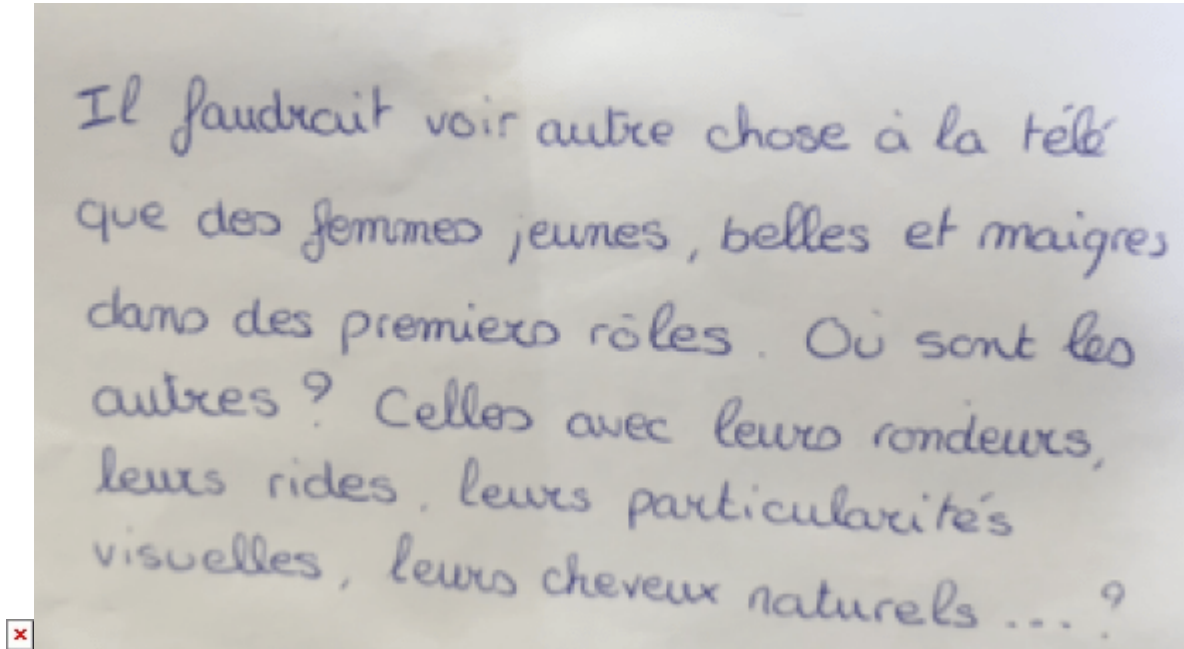 Il faudrait voir autre chose à la télé
que des femmes jeunes, belles et maigres
dans des premiers rôles. Où sont les
autres ? Celles avec leurs rondeurs,
leurs rides, leurs particularités
visuelles, leurs cheveux naturels ... ?